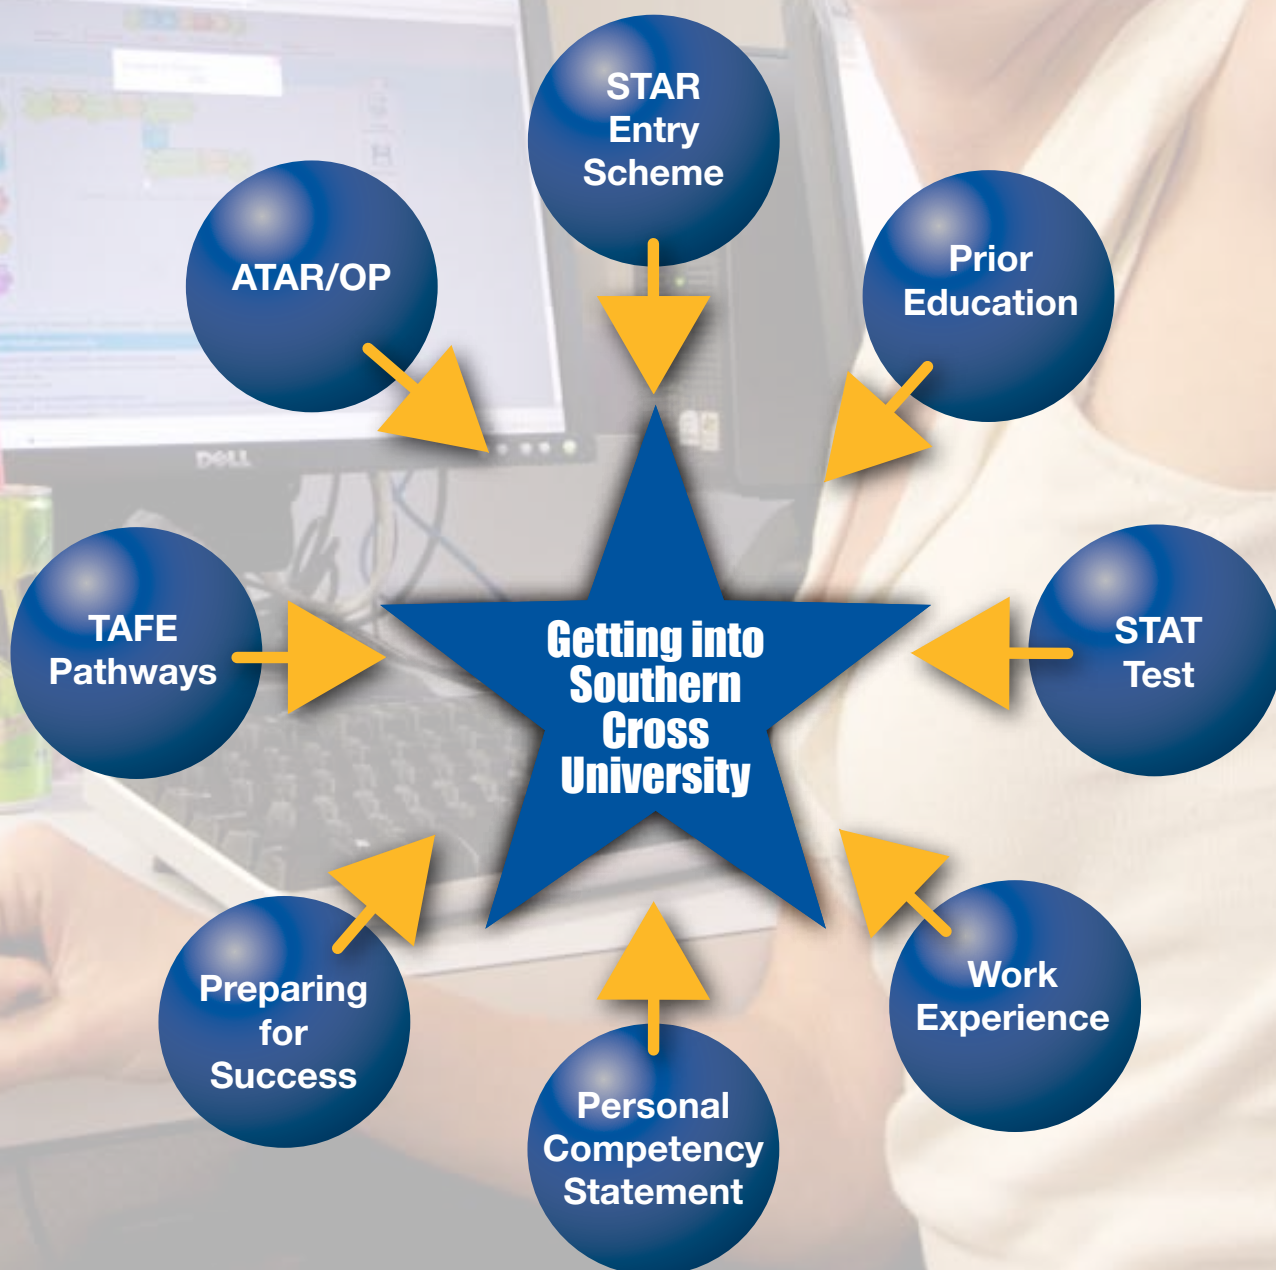 STAR
Entry
Scheme
Prior
Education
ATAR/OP
DELL
TAFE
Pathways
Getting into
Southern
Cross
University
STAT
Test
Preparing
for
Success
Work
Experience
Personal
Competency
Statement